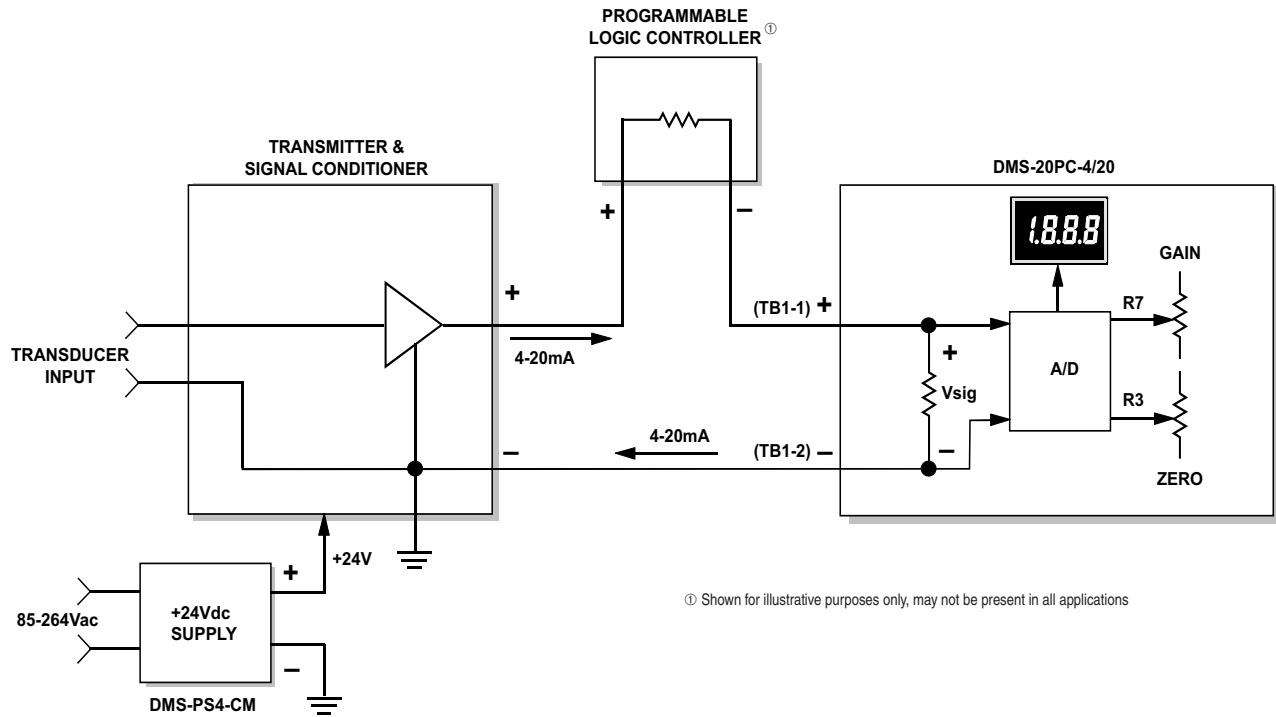 PROGRAMMABLE
LOGIC CONTROLLER ①
+
−
TRANSMITTER &
SIGNAL CONDITIONER
TRANSDUCER
INPUT
+
4-20mA
−
4-20mA
DMS-20PC-4/20
1.8.8.8
GAIN
(TB1-1) +
R7
+
A/D
Vsig
R3
(TB1-2) −
−
ZERO
+24V
85-264Vac
+24Vdc
SUPPLY
+
−
DMS-PS4-CM
① Shown for illustrative purposes only, may not be present in all applications